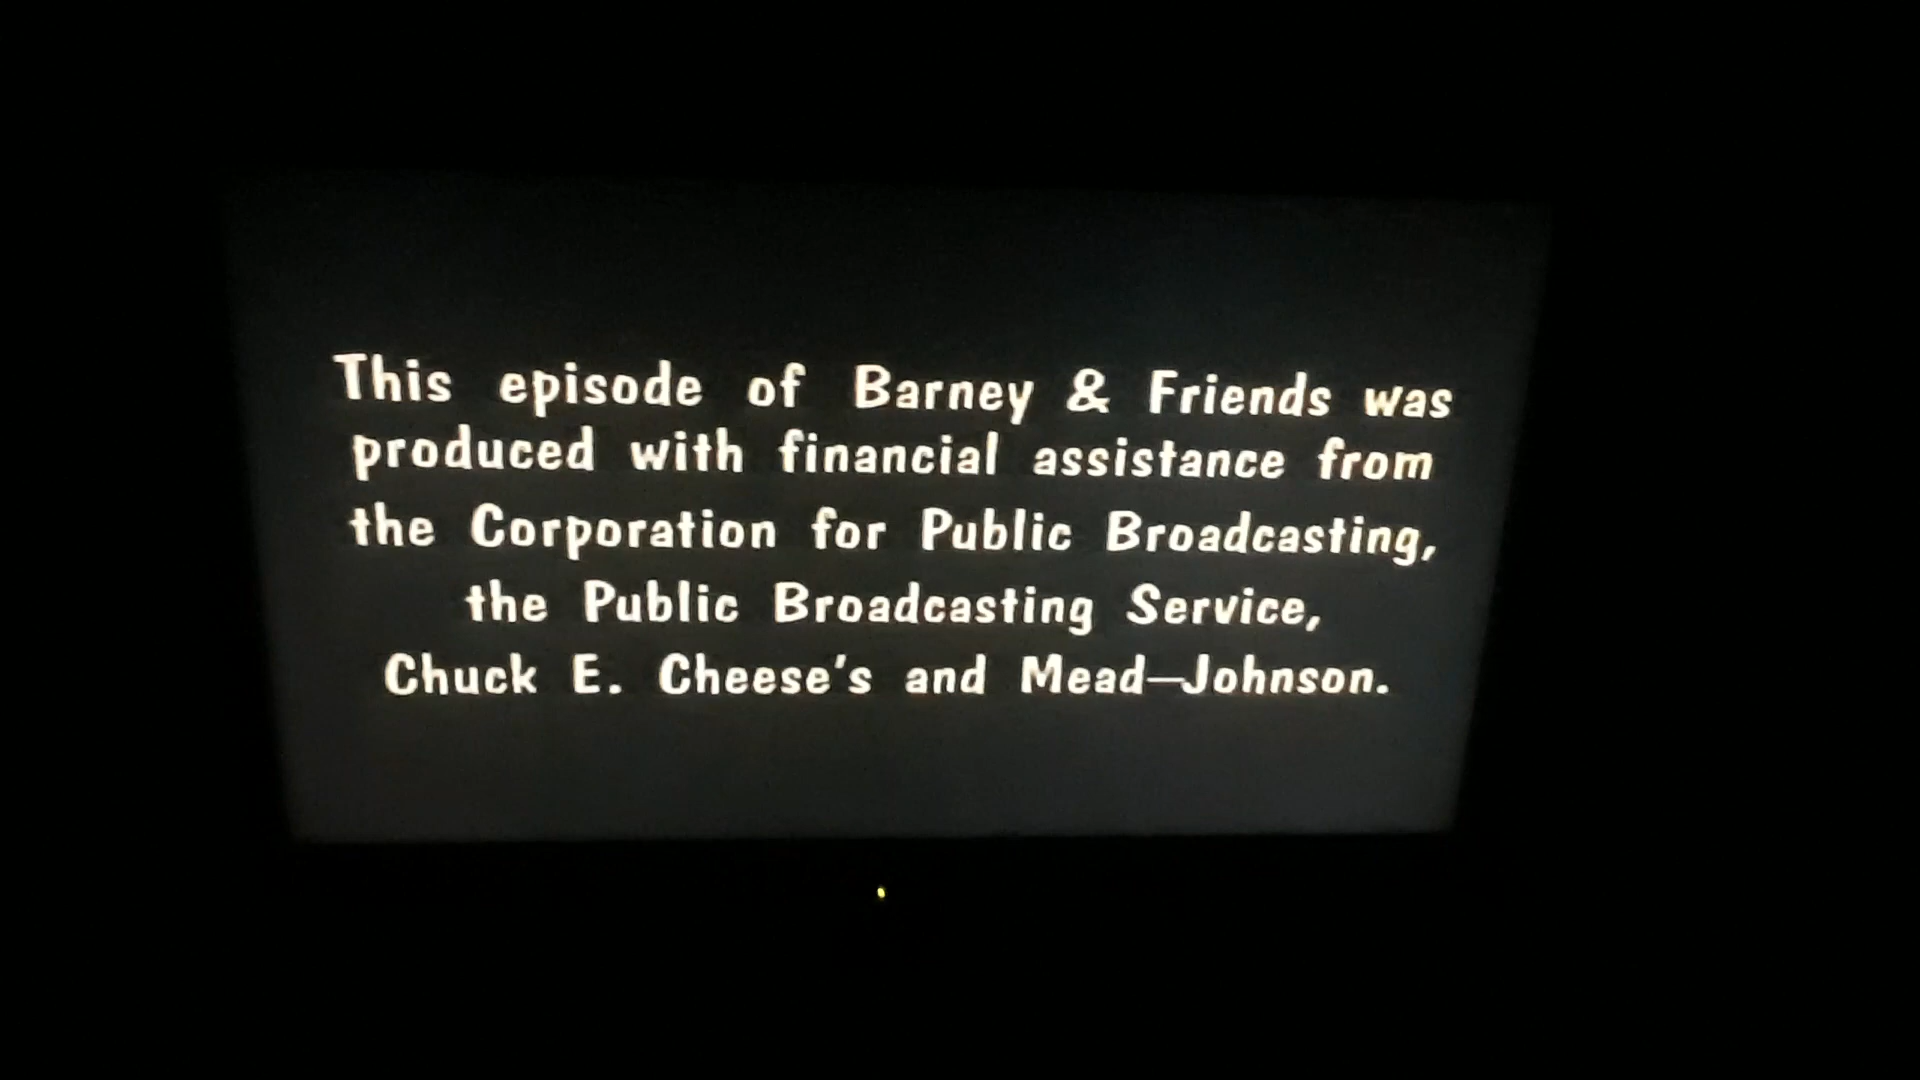 This episode of Barney & Friends was
produced with financial assistance from
the Corporation for Public Broadcasting,
the Public Broadcasting Service,
Chuck E. Cheese's and Mead—Johnson.